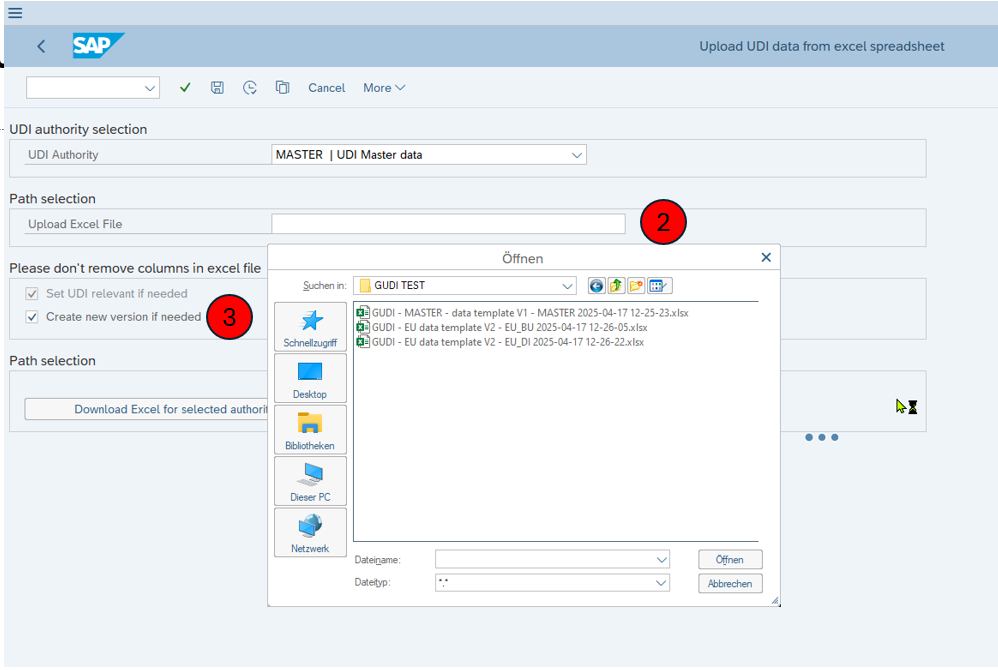 SAP
Upload UDI data from excel spreadsheet
Cancel More
UDI authority selection
UDI Authority
MASTER | UDI Master data
Path selection
Upload Excel File
2
Please don't remove columns in excel file
Set UDI relevant if needed
Create new version if needed
3
Path selection
Download Excel for selected authorit
Öffnen
Suchen in:
GUDI TEST
Schnellzugriff
Desktop
Bibliotheken
Dieser PC
Netzwerk
GUDI - MASTER - data template V1 - MASTER 2025-04-17 12-25-23.xlsx
GUDI - EU data template V2 - EU_BU 2025-04-17 12-26-05.xlsx
GUDI - EU data template V2 - EU_DI 2025-04-17 12-26-22.xlsx
Dateiname:
Öffnen
Dateityp:
*.*
Abbrechen